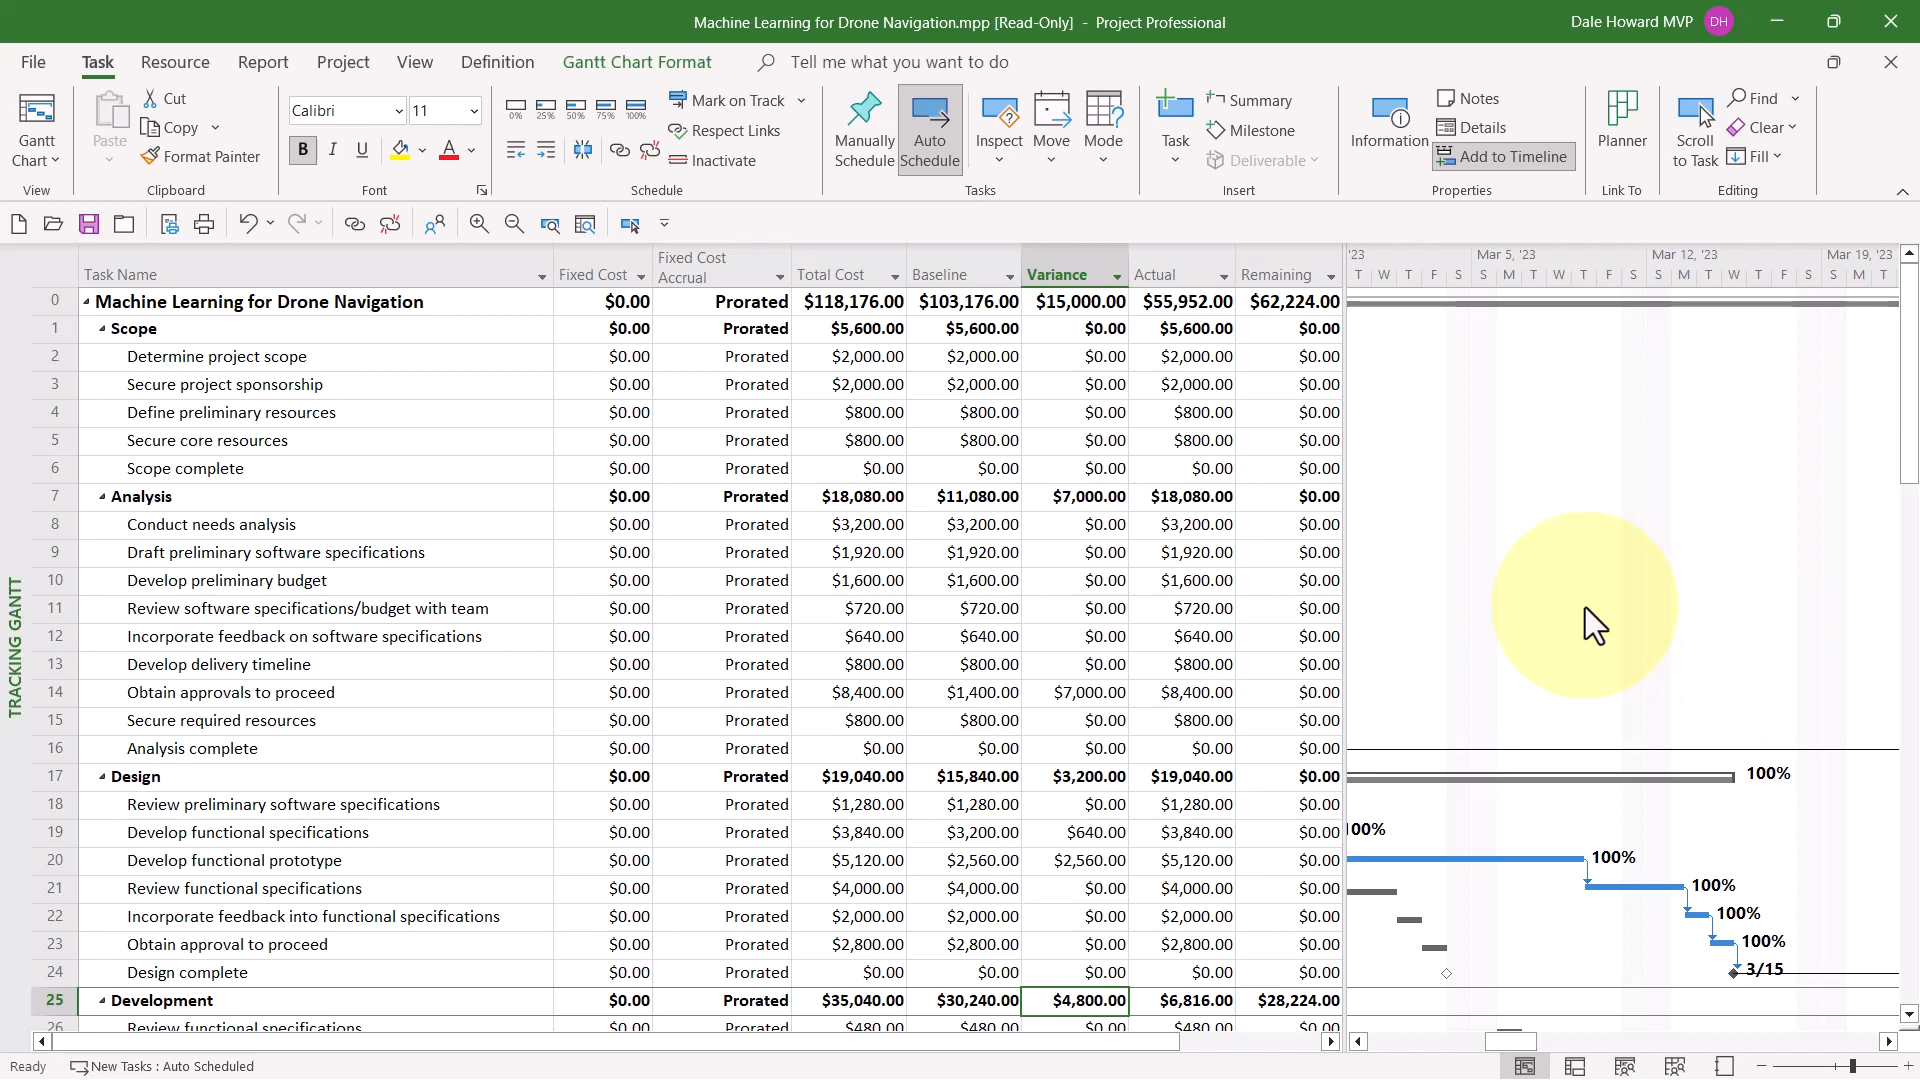 Machine Learning for Drone Navigation.mpp [Read-Only] - Project Professional
Dale Howard MVP DH
File Task Resource Report Project View Definition Gantt Chart Format Tell me what you want to do
Gantt Chart
View
Paste
Cut
Copy
Format Painter
Clipboard
Calibri 11
B I U A
Font
0% 25% 50% 75% 100%
Mark on Track
Respect Links
Inactivate
Schedule
Manually Schedule
Auto Schedule
Inspect
Move
Mode
Tasks
Task
Summary
Milestone
Deliverable
Insert
Information
Notes
Details
Add to Timeline
Properties
Planner
Link To
Scroll to Task
Find
Clear
Fill
Editing
Task Name Fixed Cost Fixed Cost Accrual Total Cost Baseline Variance Actual Remaining
'23 Mar 5, '23 Mar 12, '23 Mar 19, '23
T W T F S S M T W T F S S M T W T F S S M T
0 Machine Learning for Drone Navigation $0.00 Prorated $118,176.00 $103,176.00 $15,000.00 $55,952.00 $62,224.00
1 Scope $0.00 Prorated $5,600.00 $5,600.00 $0.00 $5,600.00 $0.00
2 Determine project scope $0.00 Prorated $2,000.00 $2,000.00 $0.00 $2,000.00 $0.00
3 Secure project sponsorship $0.00 Prorated $2,000.00 $2,000.00 $0.00 $2,000.00 $0.00
4 Define preliminary resources $0.00 Prorated $800.00 $800.00 $0.00 $800.00 $0.00
5 Secure core resources $0.00 Prorated $800.00 $800.00 $0.00 $800.00 $0.00
6 Scope complete $0.00 Prorated $0.00 $0.00 $0.00 $0.00 $0.00
7 Analysis $0.00 Prorated $18,080.00 $11,080.00 $7,000.00 $18,080.00 $0.00
8 Conduct needs analysis $0.00 Prorated $3,200.00 $3,200.00 $0.00 $3,200.00 $0.00
9 Draft preliminary software specifications $0.00 Prorated $1,920.00 $1,920.00 $0.00 $1,920.00 $0.00
10 Develop preliminary budget $0.00 Prorated $1,600.00 $1,600.00 $0.00 $1,600.00 $0.00
11 Review software specifications/budget with team $0.00 Prorated $720.00 $720.00 $0.00 $720.00 $0.00
12 Incorporate feedback on software specifications $0.00 Prorated $640.00 $640.00 $0.00 $640.00 $0.00
13 Develop delivery timeline $0.00 Prorated $800.00 $800.00 $0.00 $800.00 $0.00
14 Obtain approvals to proceed $0.00 Prorated $8,400.00 $1,400.00 $7,000.00 $8,400.00 $0.00
15 Secure required resources $0.00 Prorated $800.00 $800.00 $0.00 $800.00 $0.00
16 Analysis complete $0.00 Prorated $0.00 $0.00 $0.00 $0.00 $0.00
17 Design $0.00 Prorated $19,040.00 $15,840.00 $3,200.00 $19,040.00 $0.00 100%
18 Review preliminary software specifications $0.00 Prorated $1,280.00 $1,280.00 $0.00 $1,280.00 $0.00
19 Develop functional specifications $0.00 Prorated $3,840.00 $3,200.00 $640.00 $3,840.00 $0.00 100%
20 Develop functional prototype $0.00 Prorated $5,120.00 $2,560.00 $2,560.00 $5,120.00 $0.00 100%
21 Review functional specifications $0.00 Prorated $4,000.00 $4,000.00 $0.00 $4,000.00 $0.00 100%
22 Incorporate feedback into functional specifications $0.00 Prorated $2,000.00 $2,000.00 $0.00 $2,000.00 $0.00 100%
23 Obtain approval to proceed $0.00 Prorated $2,800.00 $2,800.00 $0.00 $2,800.00 $0.00 100%
24 Design complete $0.00 Prorated $0.00 $0.00 $0.00 $0.00 $0.00 3/15
25 Development $0.00 Prorated $35,040.00 $30,240.00 $4,800.00 $6,816.00 $28,224.00
26 Review functional specifications $0.00 Prorated $480.00 $480.00 $0.00 $480.00 $0.00
TRACKING GANTT
Ready New Tasks : Auto Scheduled